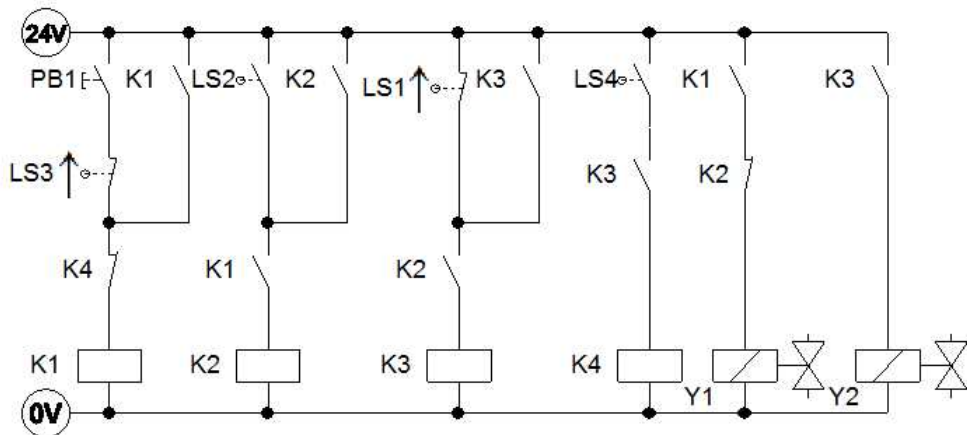 24V
PB1 K1 LS2 K2 LS1 K3 LS4 K1 K3
LS3 K3 K2
K4 K1 K2
K1 K2 K3 K4 Y1 Y2
0V